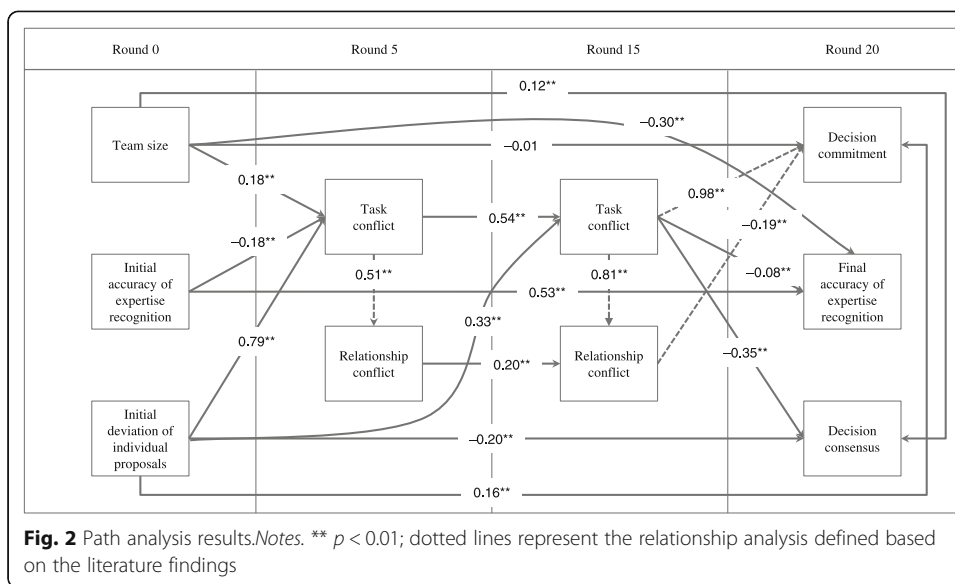 Round 0
Round 5
Round 15
Round 20
0.12**
Team size
-0.30**
Decision
commitment
-0.01
0.18**
Task
conflict
0.54**
Task
conflict
0.98**
-0.19**
-0.18**
Initial
accuracy of
expertise
recognition
0.51**
0.53**
0.81**
-0.08**
Final
accuracy of
expertise
recognition
0.79**
0.33**
Relationship
conflict
0.20**
Relationship
conflict
-0.35**
Initial
deviation of
individual
proposals
-0.20**
Decision
consensus
0.16**
Fig. 2 Path analysis results.Notes. ** p < 0.01; dotted lines represent the relationship analysis defined based
on the literature findings